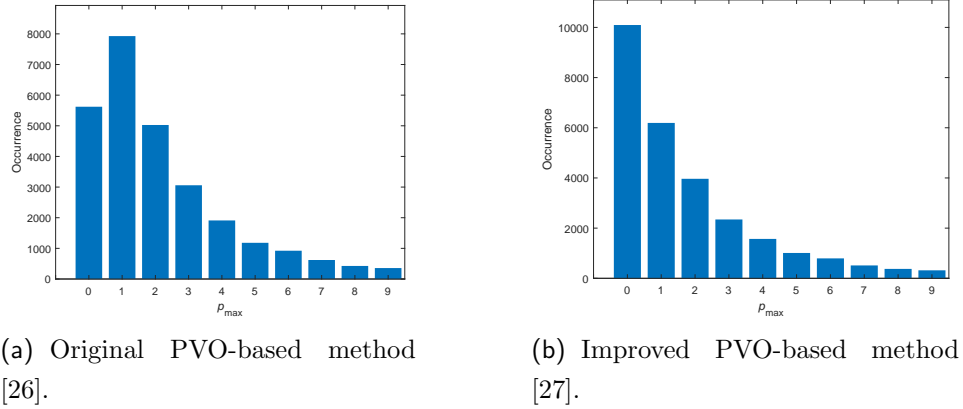 8000
7000
6000
5000
4000
3000
2000
1000
0
Occurrence
0 1 2 3 4 5 6 7 8 9
p_max
(a) Original PVO-based method
[26].
10000
8000
6000
4000
2000
0
Occurrence
0 1 2 3 4 5 6 7 8 9
p_max
(b) Improved PVO-based method
[27].